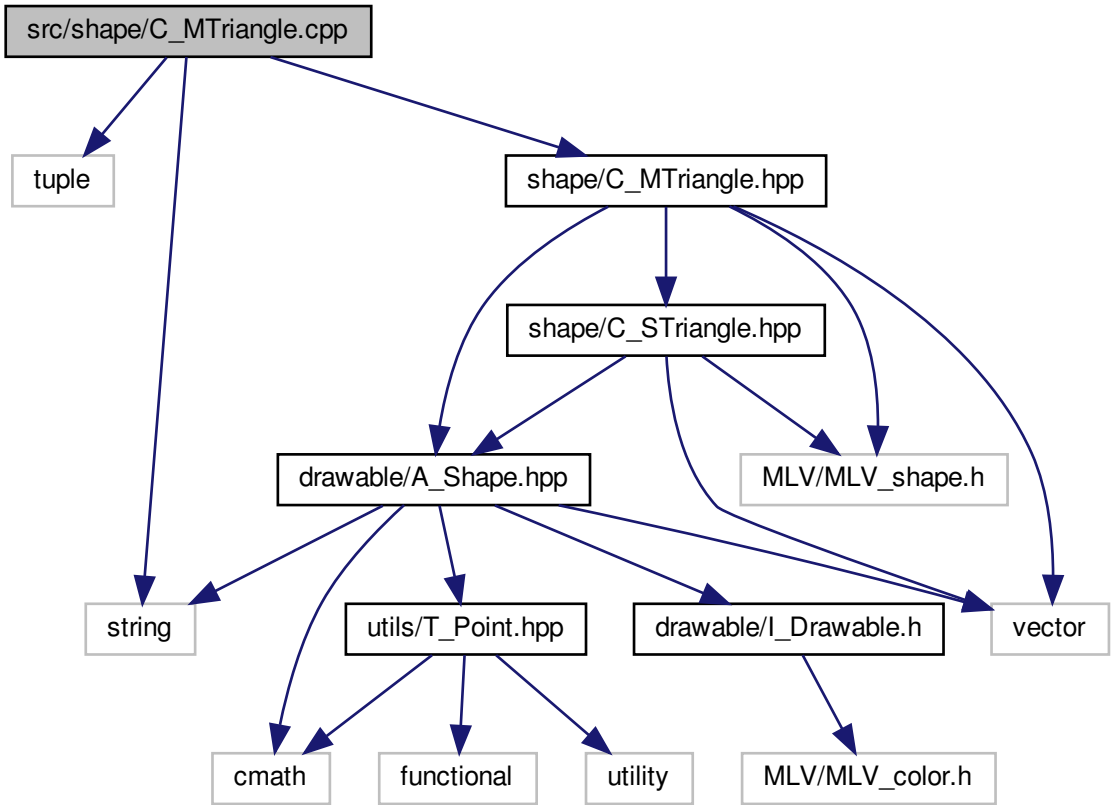 src/shape/C_MTriangle.cpp
tuple
shape/C_MTriangle.hpp
shape/C_STriangle.hpp
drawable/A_Shape.hpp
MLV/MLV_shape.h
string
utils/T_Point.hpp
drawable/I_Drawable.h
vector
cmath
functional
utility
MLV/MLV_color.h